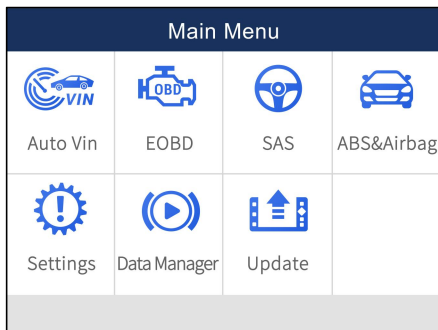 Main Menu
VIN
OBD
Auto Vin
EOBD
SAS
ABS&Airbag
Settings
Data Manager
Update